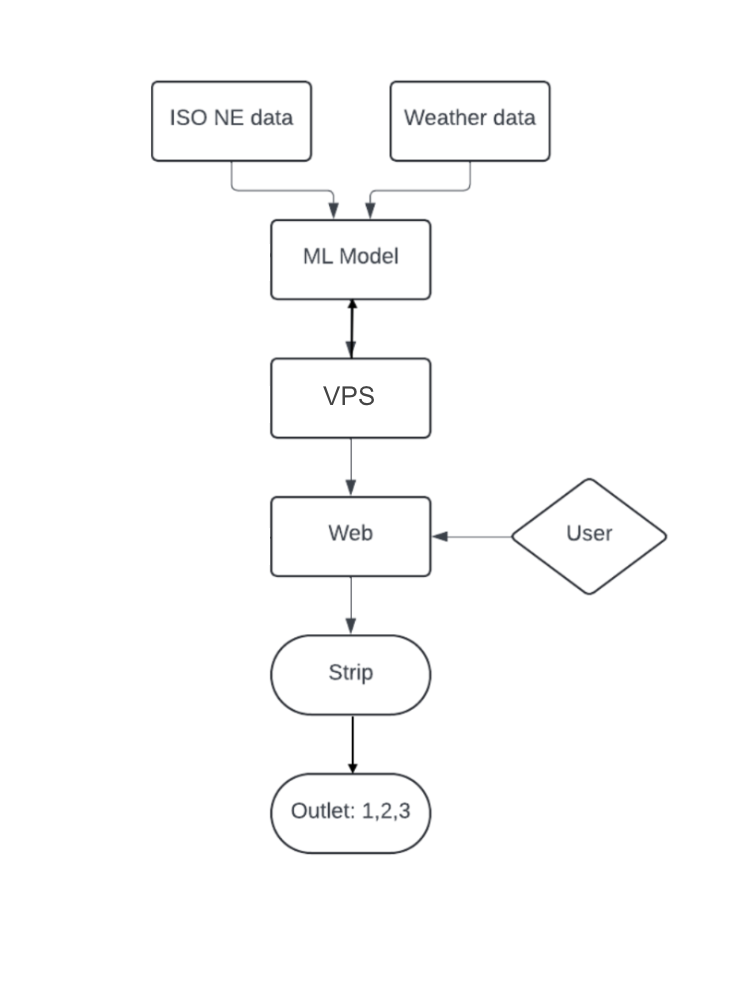 ISO NE data
Weather data
ML Model
VPS
Web
User
Strip
Outlet: 1,2,3